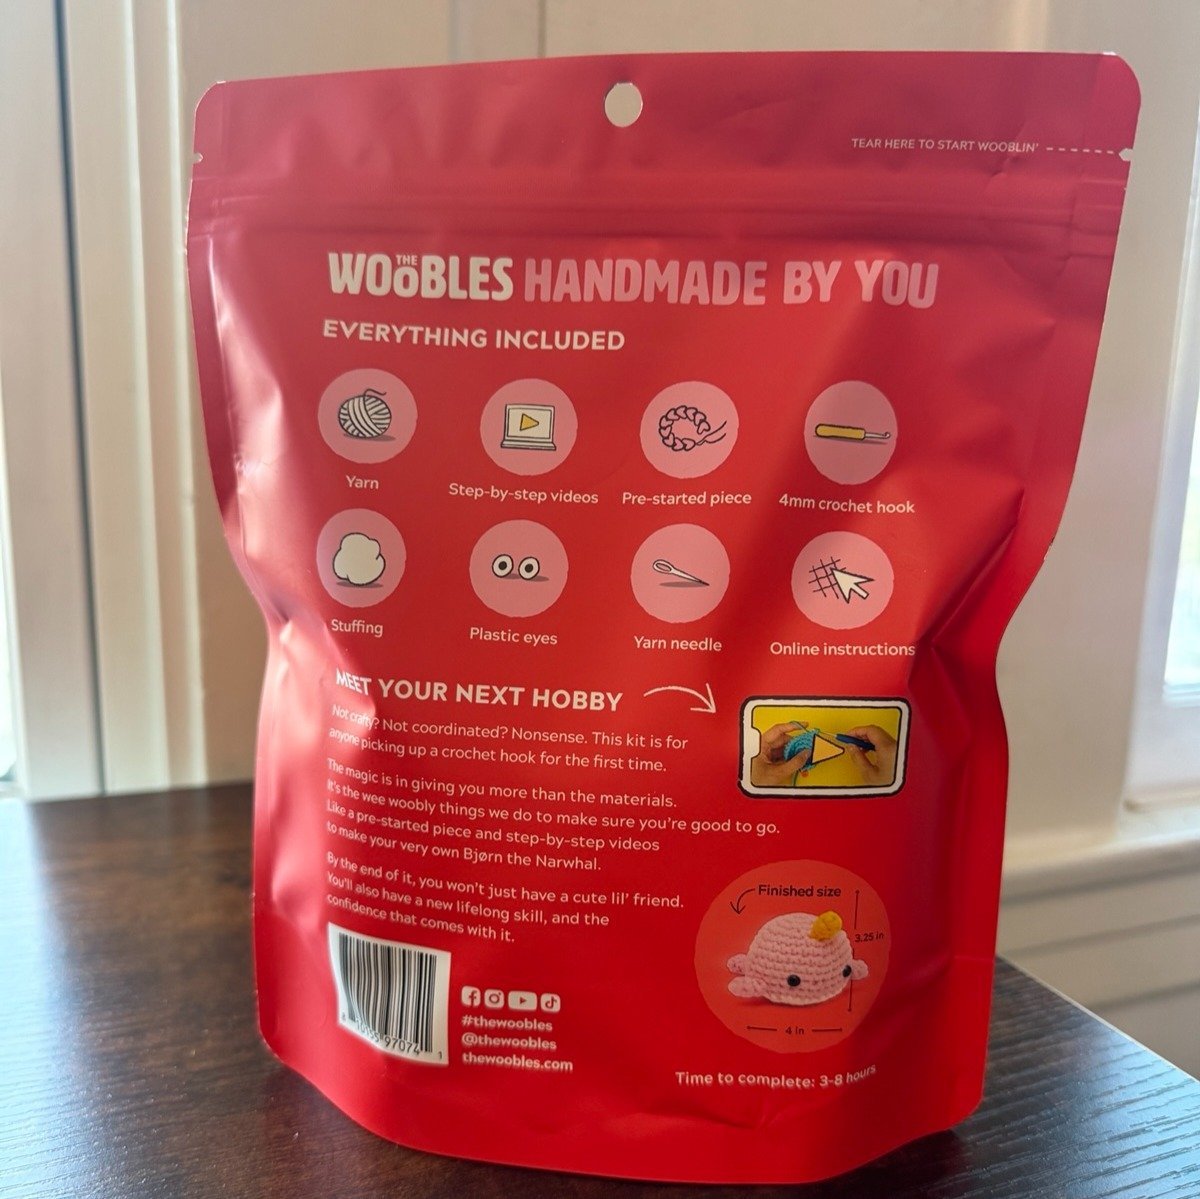 TEAR HERE TO START WOOBLIN'
THE WOOBLES HANDMADE BY YOU
EVERYTHING INCLUDED
Yarn
Step-by-step videos
Pre-started piece
4mm crochet hook
Stuffing
Plastic eyes
Yarn needle
Online instructions
MEET YOUR NEXT HOBBY
Not crafty? Not coordinated? Nonsense. This kit is for
anyone picking up a crochet hook for the first time.
The magic is in giving you more than the materials.
It's the wee woobly things we do to make sure you're good to go.
Like a pre-started piece and step-by-step videos
to make your very own Bjørn the Narwhal.
By the end of it, you won't just have a cute lil' friend.
You'll also have a new lifelong skill, and the
confidence that comes with it.
Finished size
3.25 in
4 in
#thewoobles
@thewoobles
thewoobles.com
Time to complete: 3-8 hours